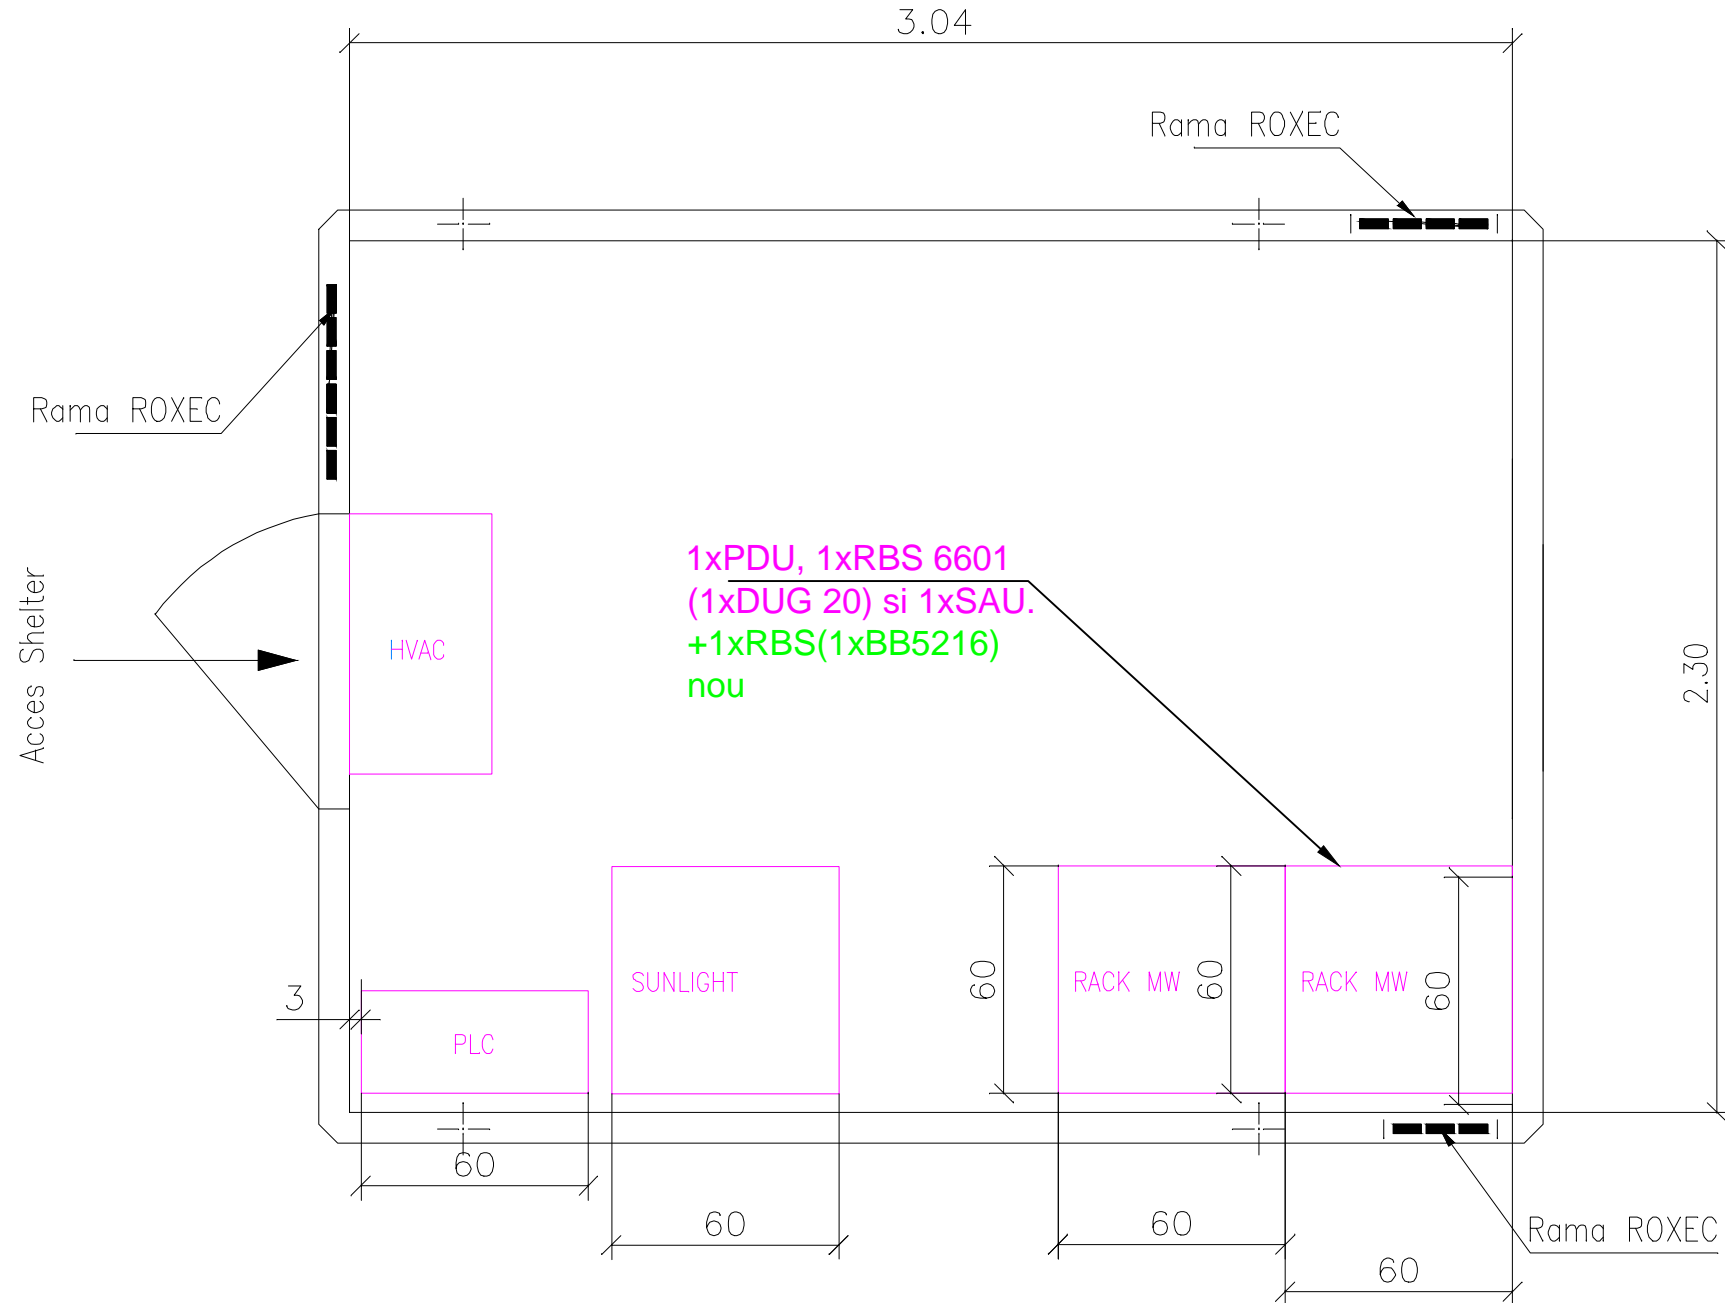 3.04
Rama ROXEC
Rama ROXEC
Acces Shelter
HVAC
1xPDU, 1xRBS 6601
(1xDUG 20) si 1xSAU.
+1xRBS(1xBB5216)
nou
2.30
SUNLIGHT
60
RACK MW
60
RACK MW
60
3
PLC
60
60
60
Rama ROXEC
60